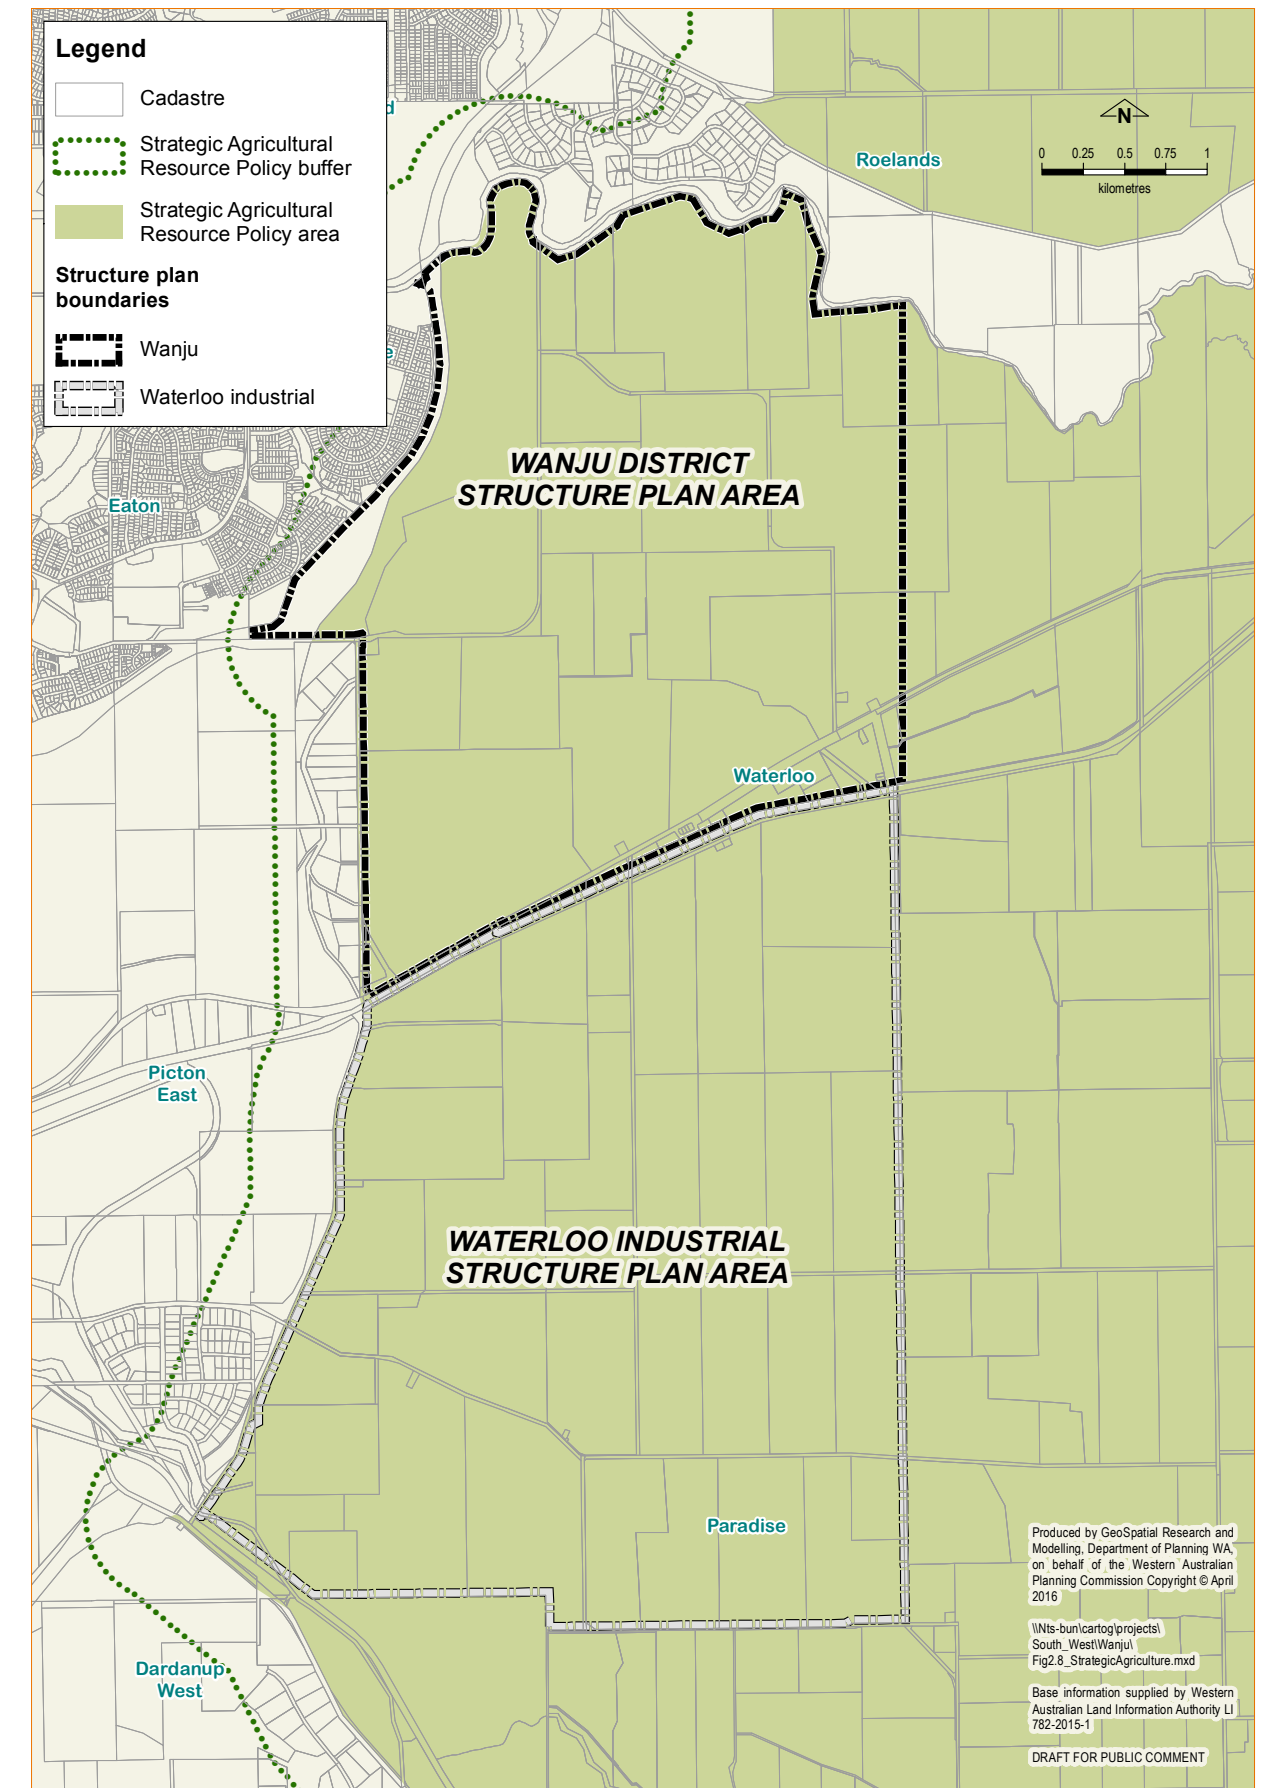 Legend
Cadastre
Strategic Agricultural
Resource Policy buffer
Strategic Agricultural
Resource Policy area
Structure plan
boundaries
Wanju
Waterloo industrial
N
0 0.25 0.5 0.75 1
kilometres
Roelands
WANJU DISTRICT
STRUCTURE PLAN AREA
Eaton
Waterloo
Picton
East
WATERLOO INDUSTRIAL
STRUCTURE PLAN AREA
Paradise
Dardanup
West
Produced by GeoSpatial Research and
Modelling, Department of Planning WA,
on behalf of the Western Australian
Planning Commission Copyright © April
2016
\\Nts-bun\cartog\projects\
South_West\Wanju\
Fig2.8_StrategicAgriculture.mxd
Base information supplied by Western
Australian Land Information Authority LI
782-2015-1
DRAFT FOR PUBLIC COMMENT